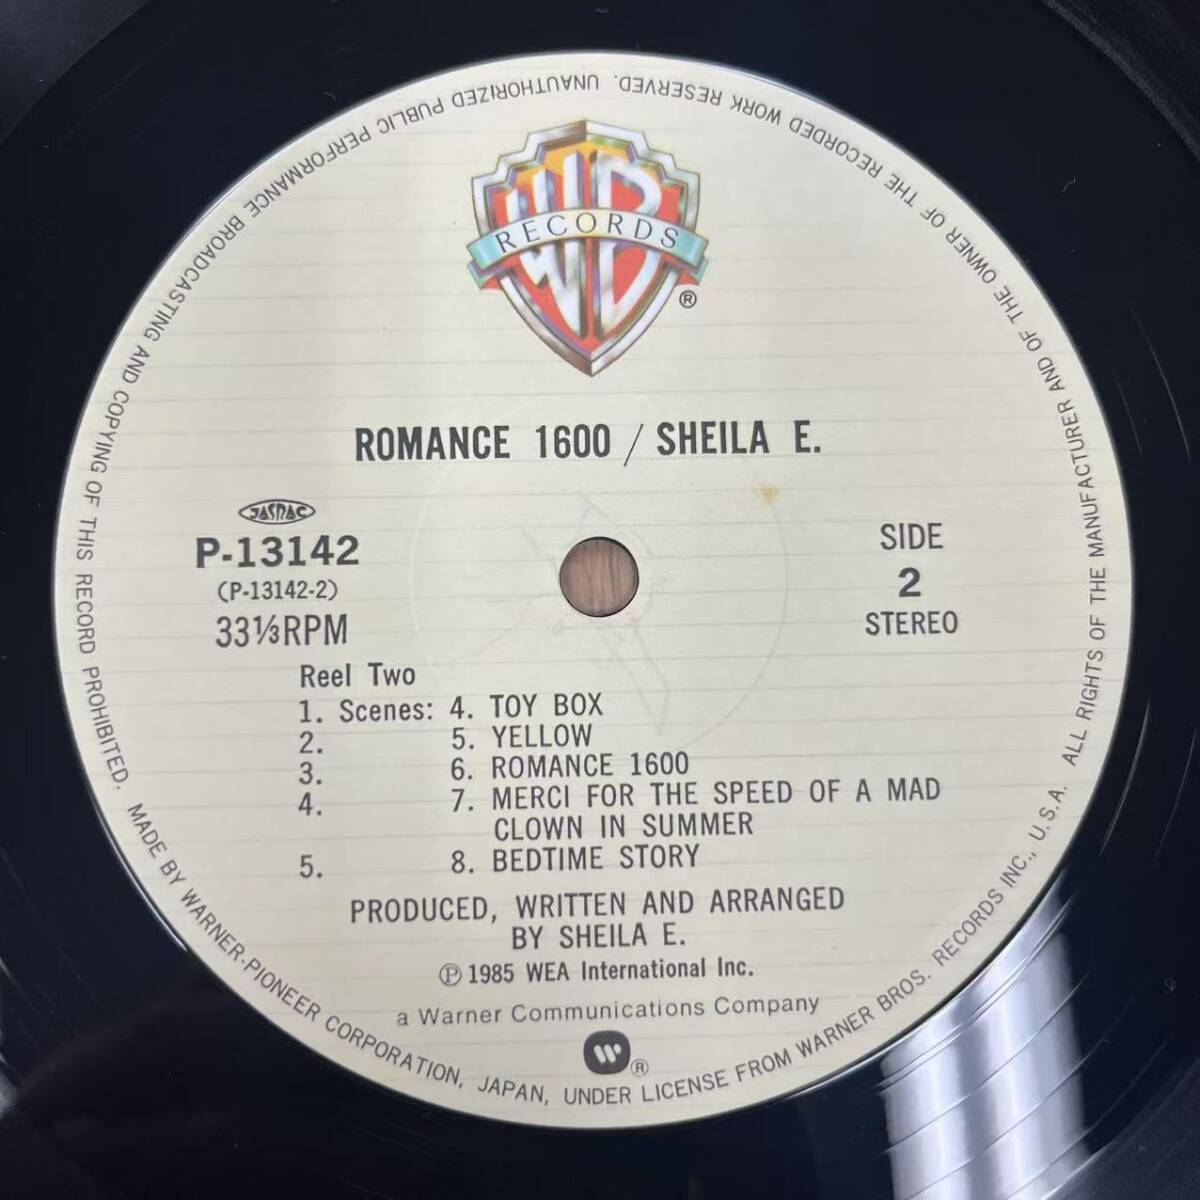 WB
RECORDS
®
ROMANCE 1600 / SHEILA E.
JASRAC
P-13142
(P-13142-2)
33⅓RPM
SIDE
2
STEREO
Reel Two
1. Scenes: 4. TOY BOX
2. 5. YELLOW
3. 6. ROMANCE 1600
4. 7. MERCI FOR THE SPEED OF A MAD
CLOWN IN SUMMER
5. 8. BEDTIME STORY
PRODUCED, WRITTEN AND ARRANGED
BY SHEILA E.
℗ 1985 WEA International Inc.
a Warner Communications Company
®
MADE BY WARNER-PIONEER CORPORATION, JAPAN, UNDER LICENSE FROM WARNER BROS. RECORDS INC., U.S.A. ALL RIGHTS OF THE MANUFACTURER AND OF THE OWNER OF THE RECORDED WORK RESERVED. UNAUTHORIZED PUBLIC PERFORMANCE BROADCASTING AND COPYING OF THIS RECORD PROHIBITED.